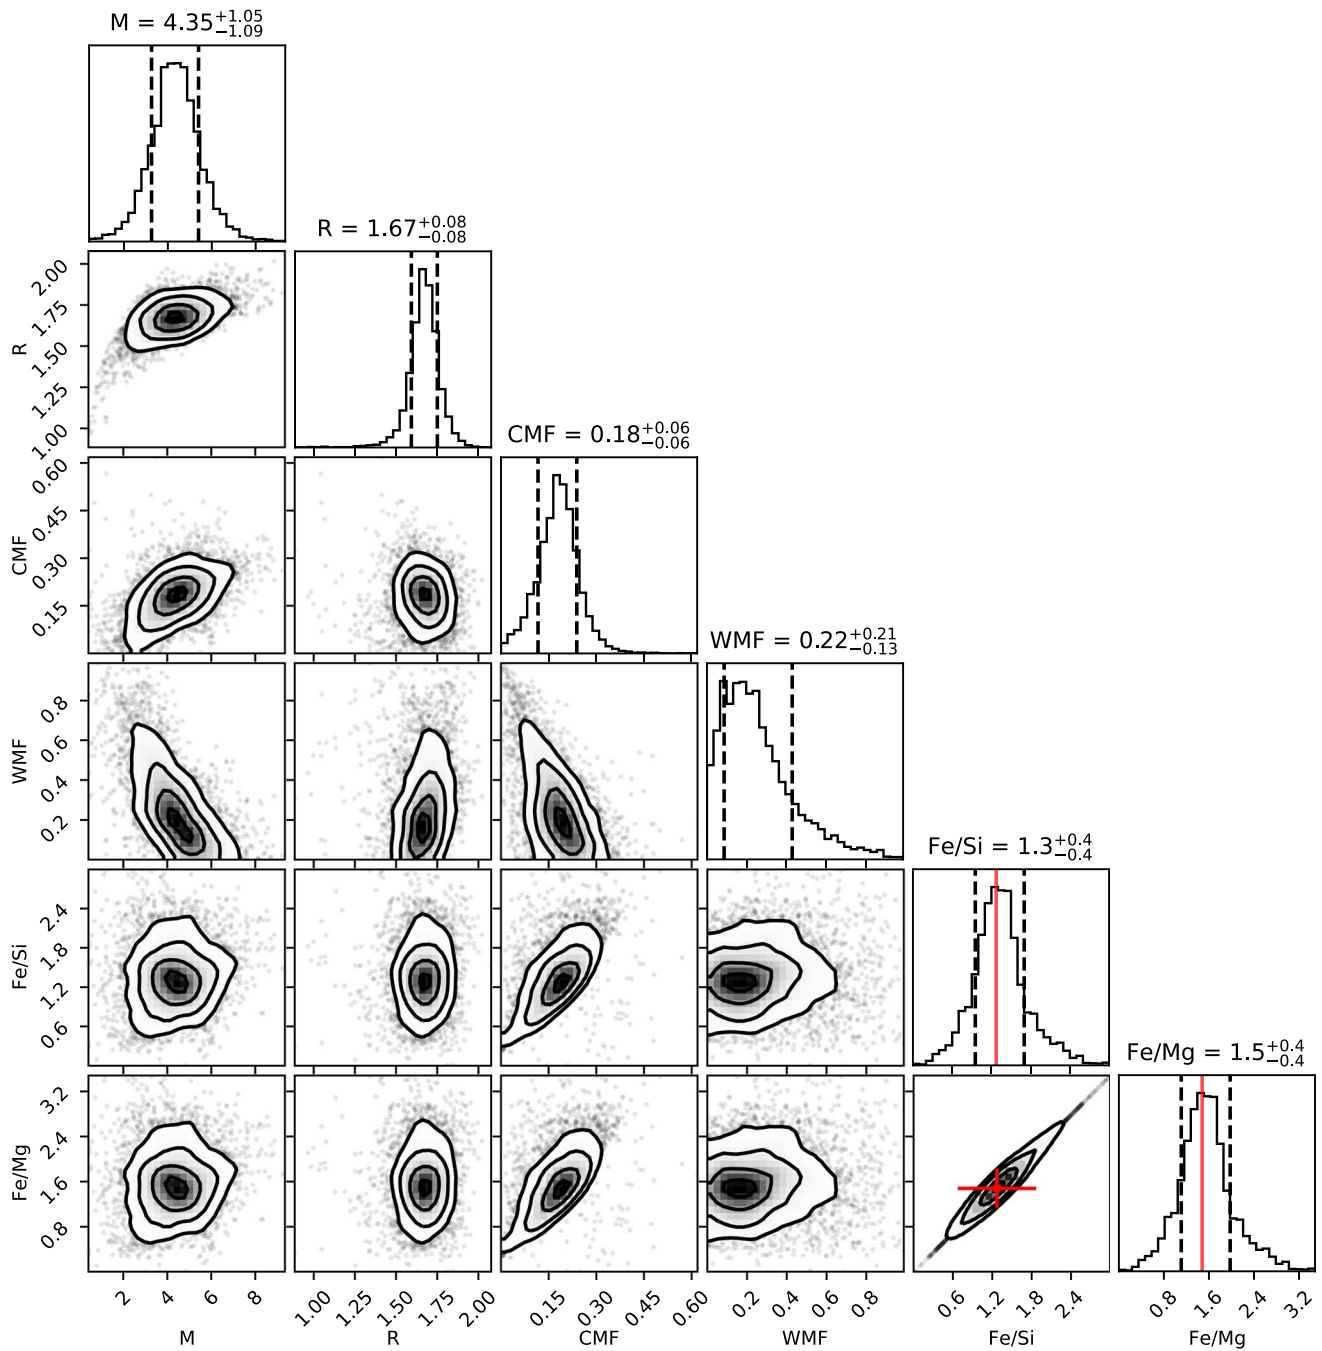 M = 4.35 +1.05 −1.09
R = 1.67 +0.08 −0.08
2.00
1.75
1.50
1.25
1.00
R
CMF = 0.18 +0.06 −0.06
0.60
0.45
0.30
0.15
CMF
WMF = 0.22 +0.21 −0.13
0.8
0.6
0.4
0.2
WMF
Fe/Si = 1.3 +0.4 −0.4
2.4
1.8
1.2
0.6
Fe/Si
Fe/Mg = 1.5 +0.4 −0.4
3.2
2.4
1.6
0.8
Fe/Mg
2 4 6 8
1.00 1.25 1.50 1.75 2.00
0.15 0.30 0.45 0.60
0.2 0.4 0.6 0.8
0.6 1.2 1.8 2.4
0.8 1.6 2.4 3.2
M R CMF WMF Fe/Si Fe/Mg